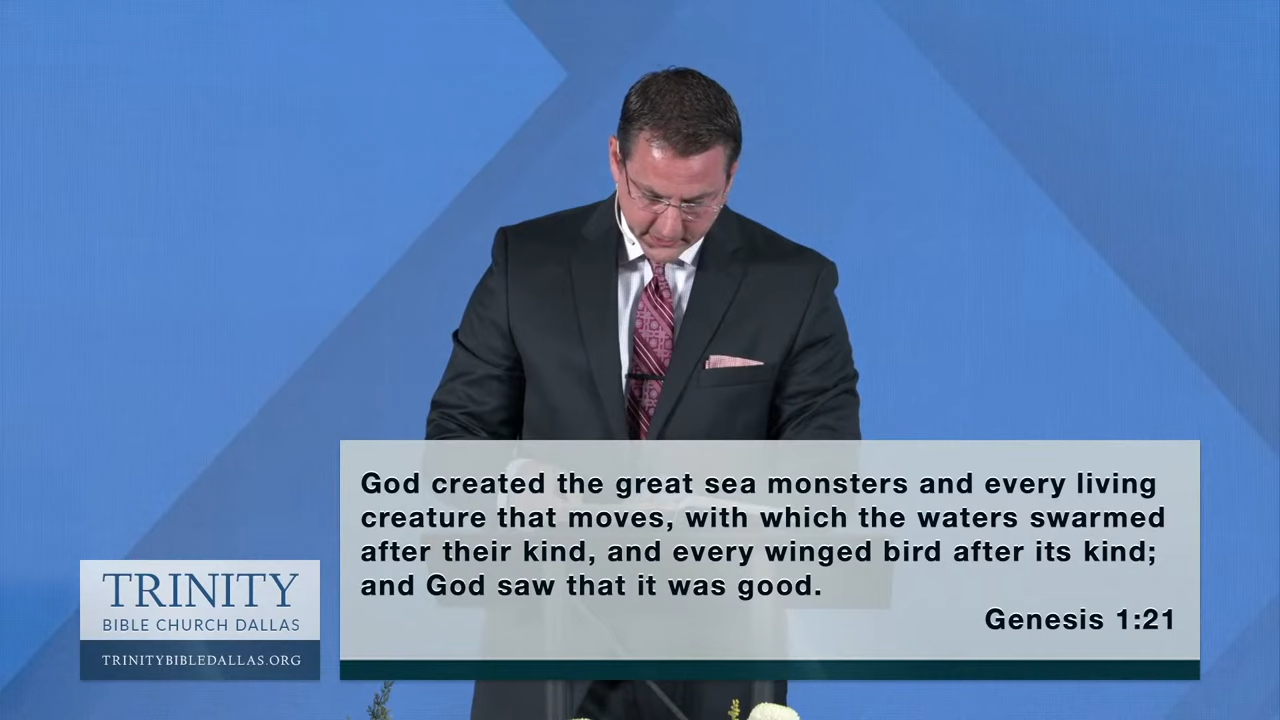 God created the great sea monsters and every living
creature that moves, with which the waters swarmed
after their kind, and every winged bird after its kind;
and God saw that it was good.
Genesis 1:21
TRINITY
BIBLE CHURCH DALLAS
TRINITYBIBLEDALLAS.ORG